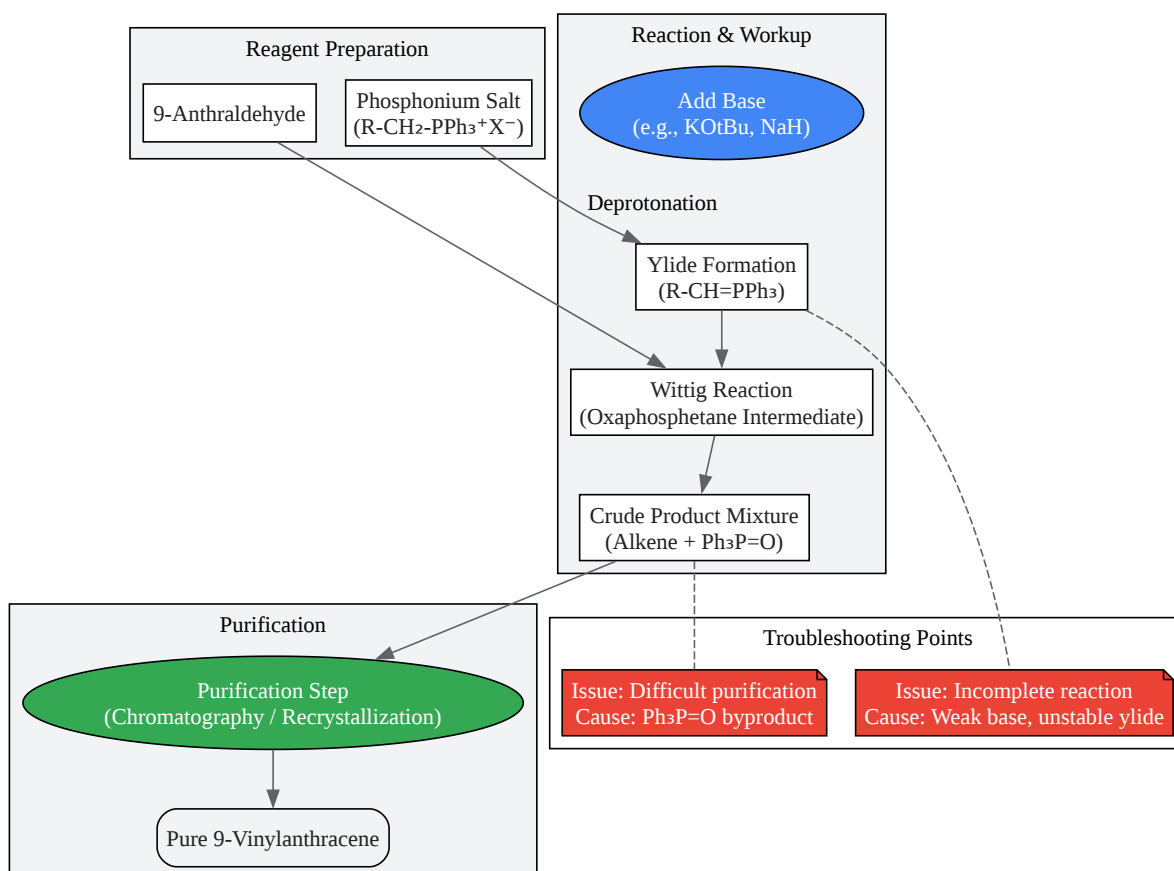 Reagent Preparation
9-Anthraldehyde
Phosphonium Salt
(R-CH₂-PPh₃⁺X⁻)
Reaction & Workup
Add Base
(e.g., KOtBu, NaH)
Deprotonation
Ylide Formation
(R-CH=PPh₃)
Wittig Reaction
(Oxaphosphetane Intermediate)
Crude Product Mixture
(Alkene + Ph₃P=O)
Purification
Purification Step
(Chromatography / Recrystallization)
Pure 9-Vinylanthracene
Troubleshooting Points
Issue: Difficult purification
Cause: Ph₃P=O byproduct
Issue: Incomplete reaction
Cause: Weak base, unstable ylide